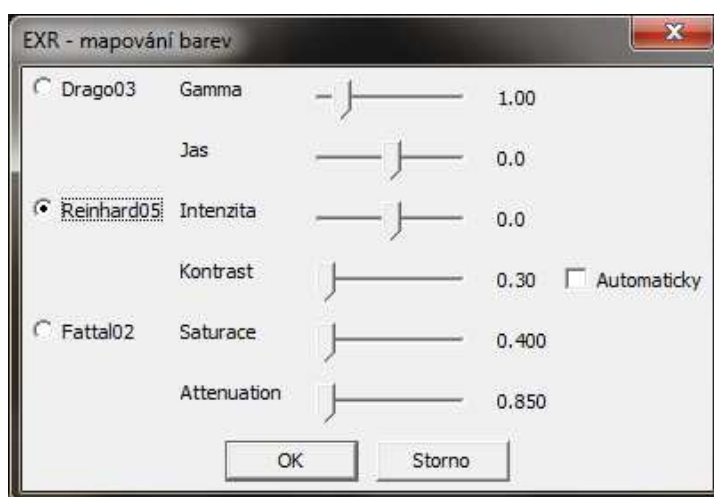 EXR - mapování barev
Drago03 Gamma 1.00
Jas 0.0
Reinhard05 Intenzita 0.0
Kontrast 0.30 Automaticky
Fattal02 Saturace 0.400
Attenuation 0.850
OK Storno